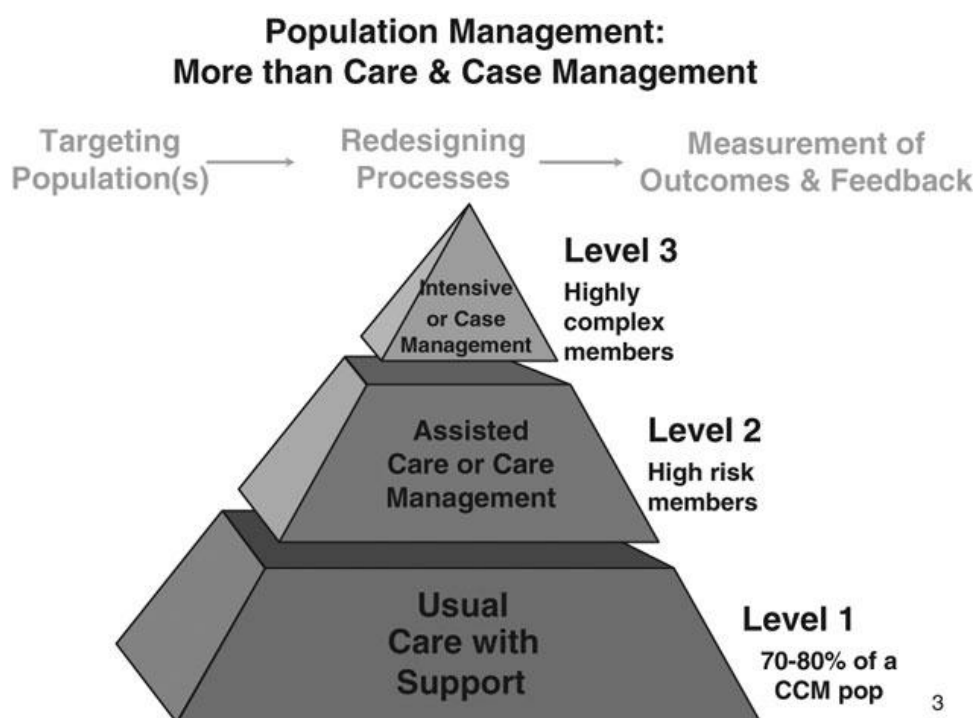 Population Management:
More than Care & Case Management
Targeting
Population(s)
Redesigning
Processes
Measurement of
Outcomes & Feedback
Level 3
Highly
complex
members
Intensive
or Case
Management
Level 2
High risk
members
Assisted
Care or Care
Management
Level 1
70-80% of a
CCM pop
Usual
Care with
Support
3